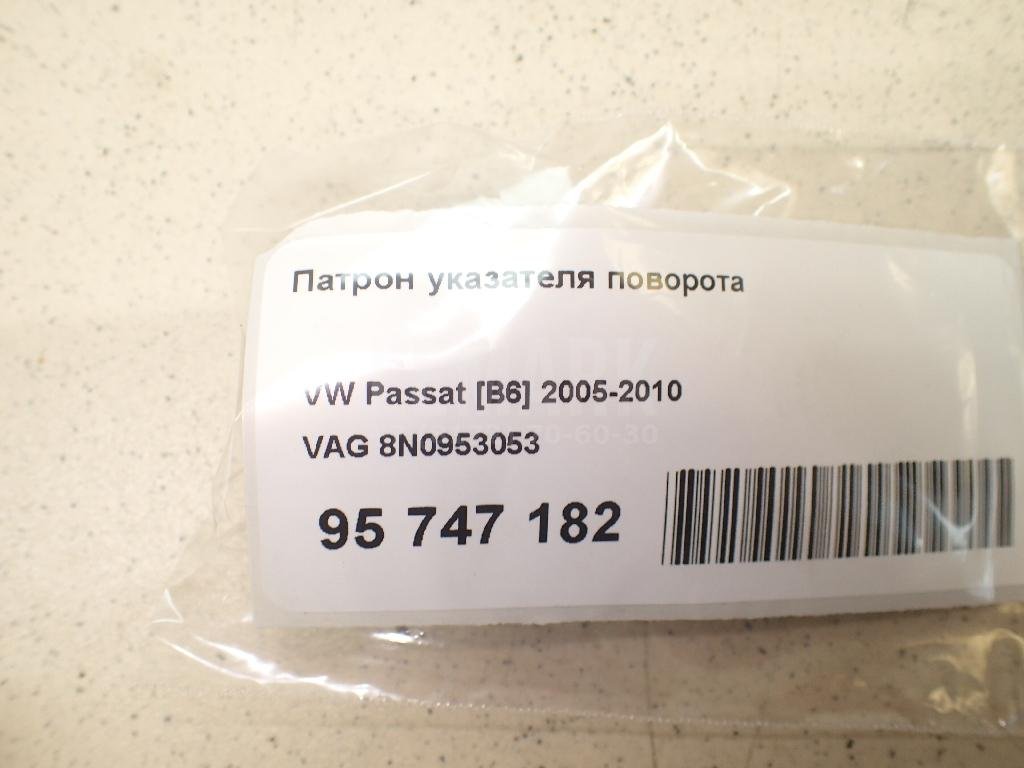 Патрон указателя поворота
VW Passat [B6] 2005-2010
VAG 8N0953053
95 747 182